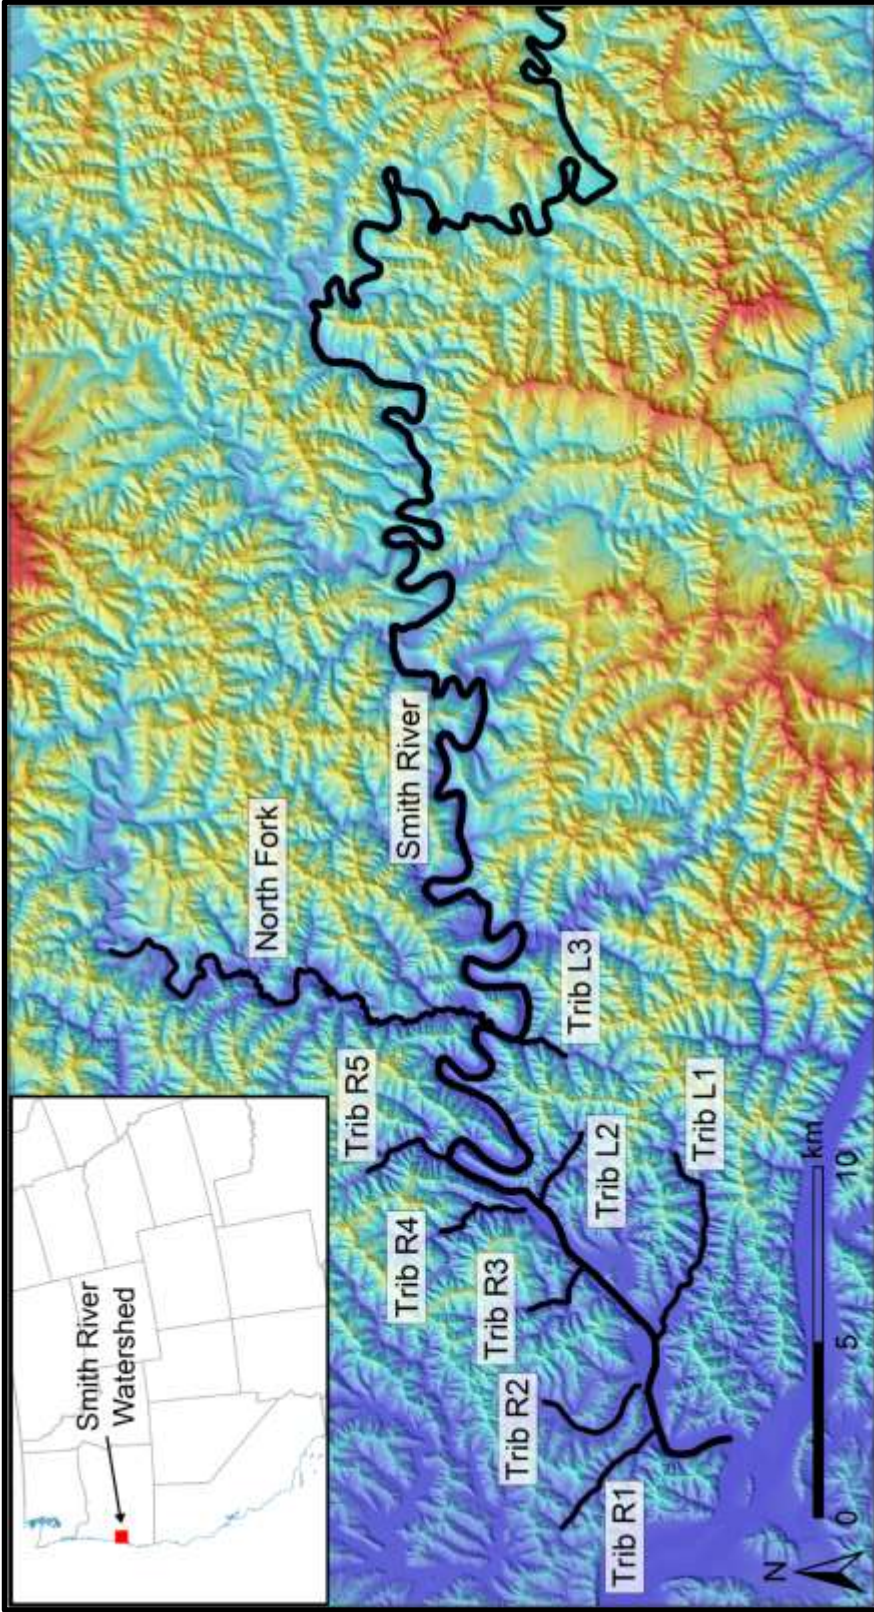 Smith River
Watershed
North Fork
Smith River
Trib R5
Trib R4
Trib R3
Trib R2
Trib R1
Trib L3
Trib L2
Trib L1
N
0 5 10
km